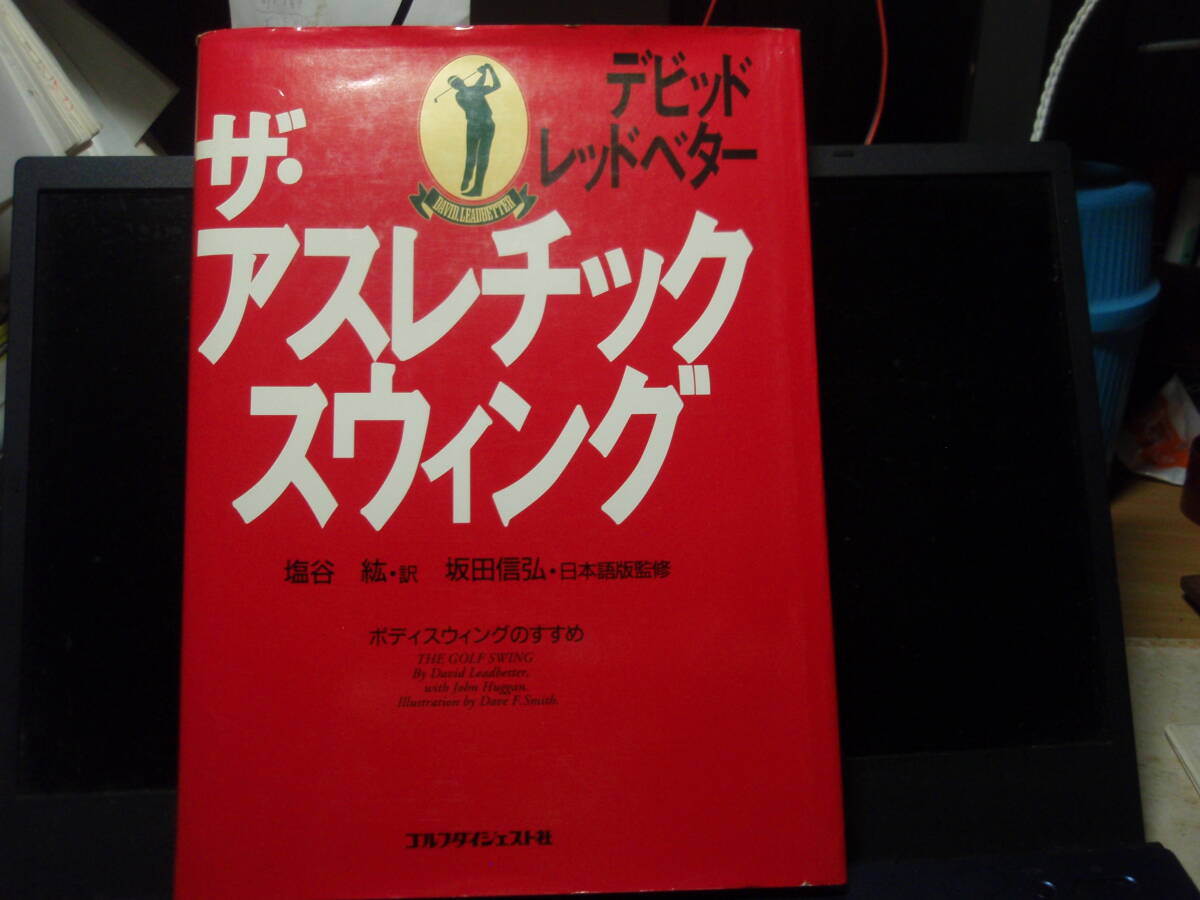 デビッド
レッドベター
DAVID LEADBETTER
ザ・
アスレチック
スウィング
塩谷 紘・訳 坂田信弘・日本語版監修
ボディスウィングのすすめ
THE GOLF SWING
By David Leadbetter,
with John Huggan.
Illustration by Dave F.Smith.
ゴルフダイジェスト社